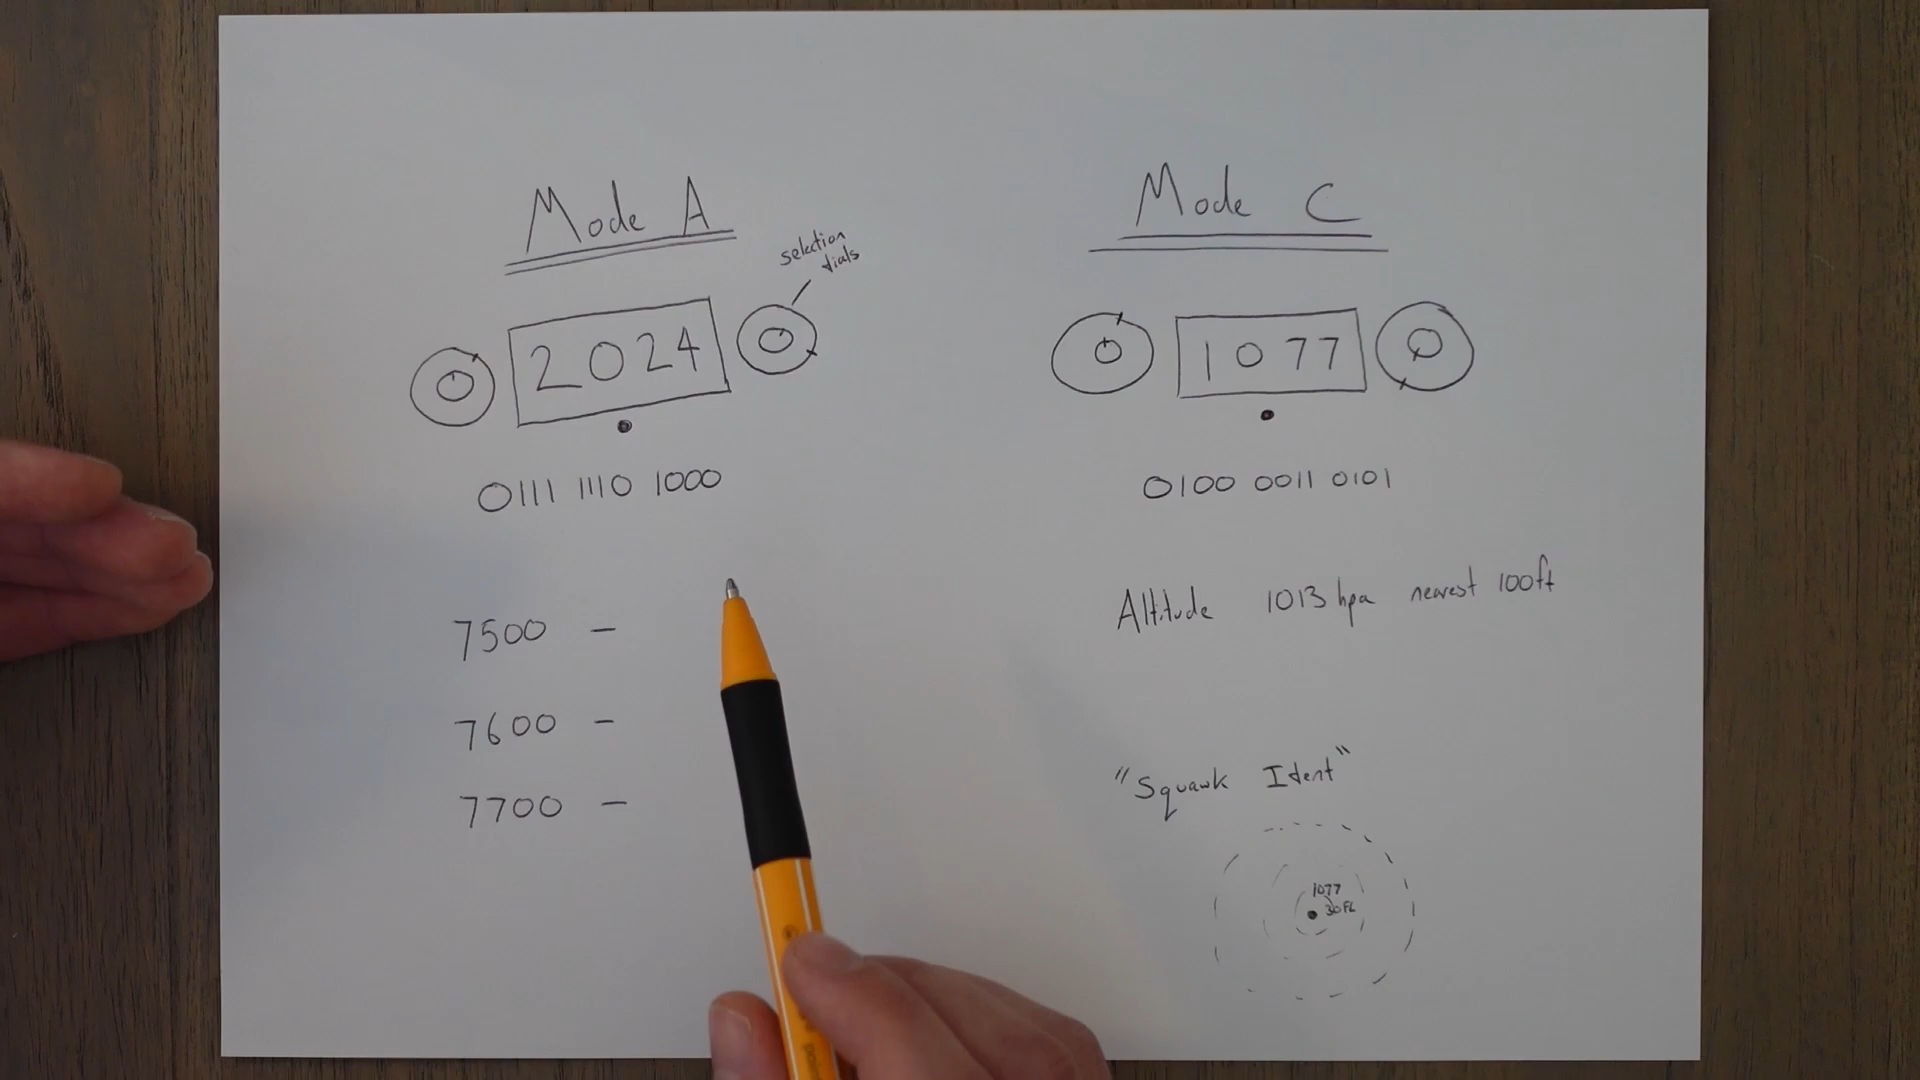 Mode A
selection
dials
2024
0111 1110 1000
7500 –
7600 –
7700 –
Mode C
1077
0100 0011 0101
Altitude 1013 hpa nearest 100ft
"Squawk Ident"
1077
30FL